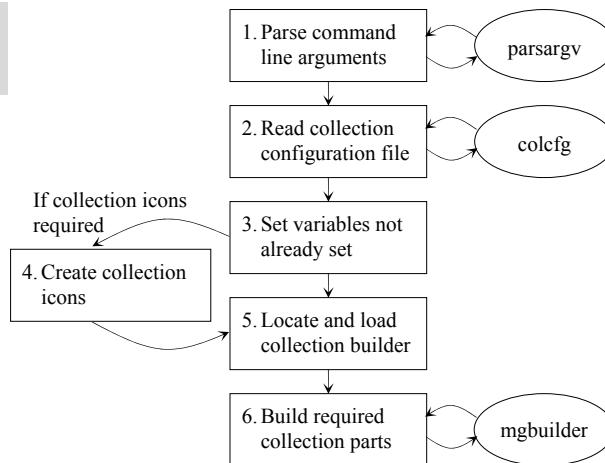 1. Parse command
line arguments
parsargv
2. Read collection
configuration file
colcfg
If collection icons
required
3. Set variables not
already set
4. Create collection
icons
5. Locate and load
collection builder
6. Build required
collection parts
mgbuilder